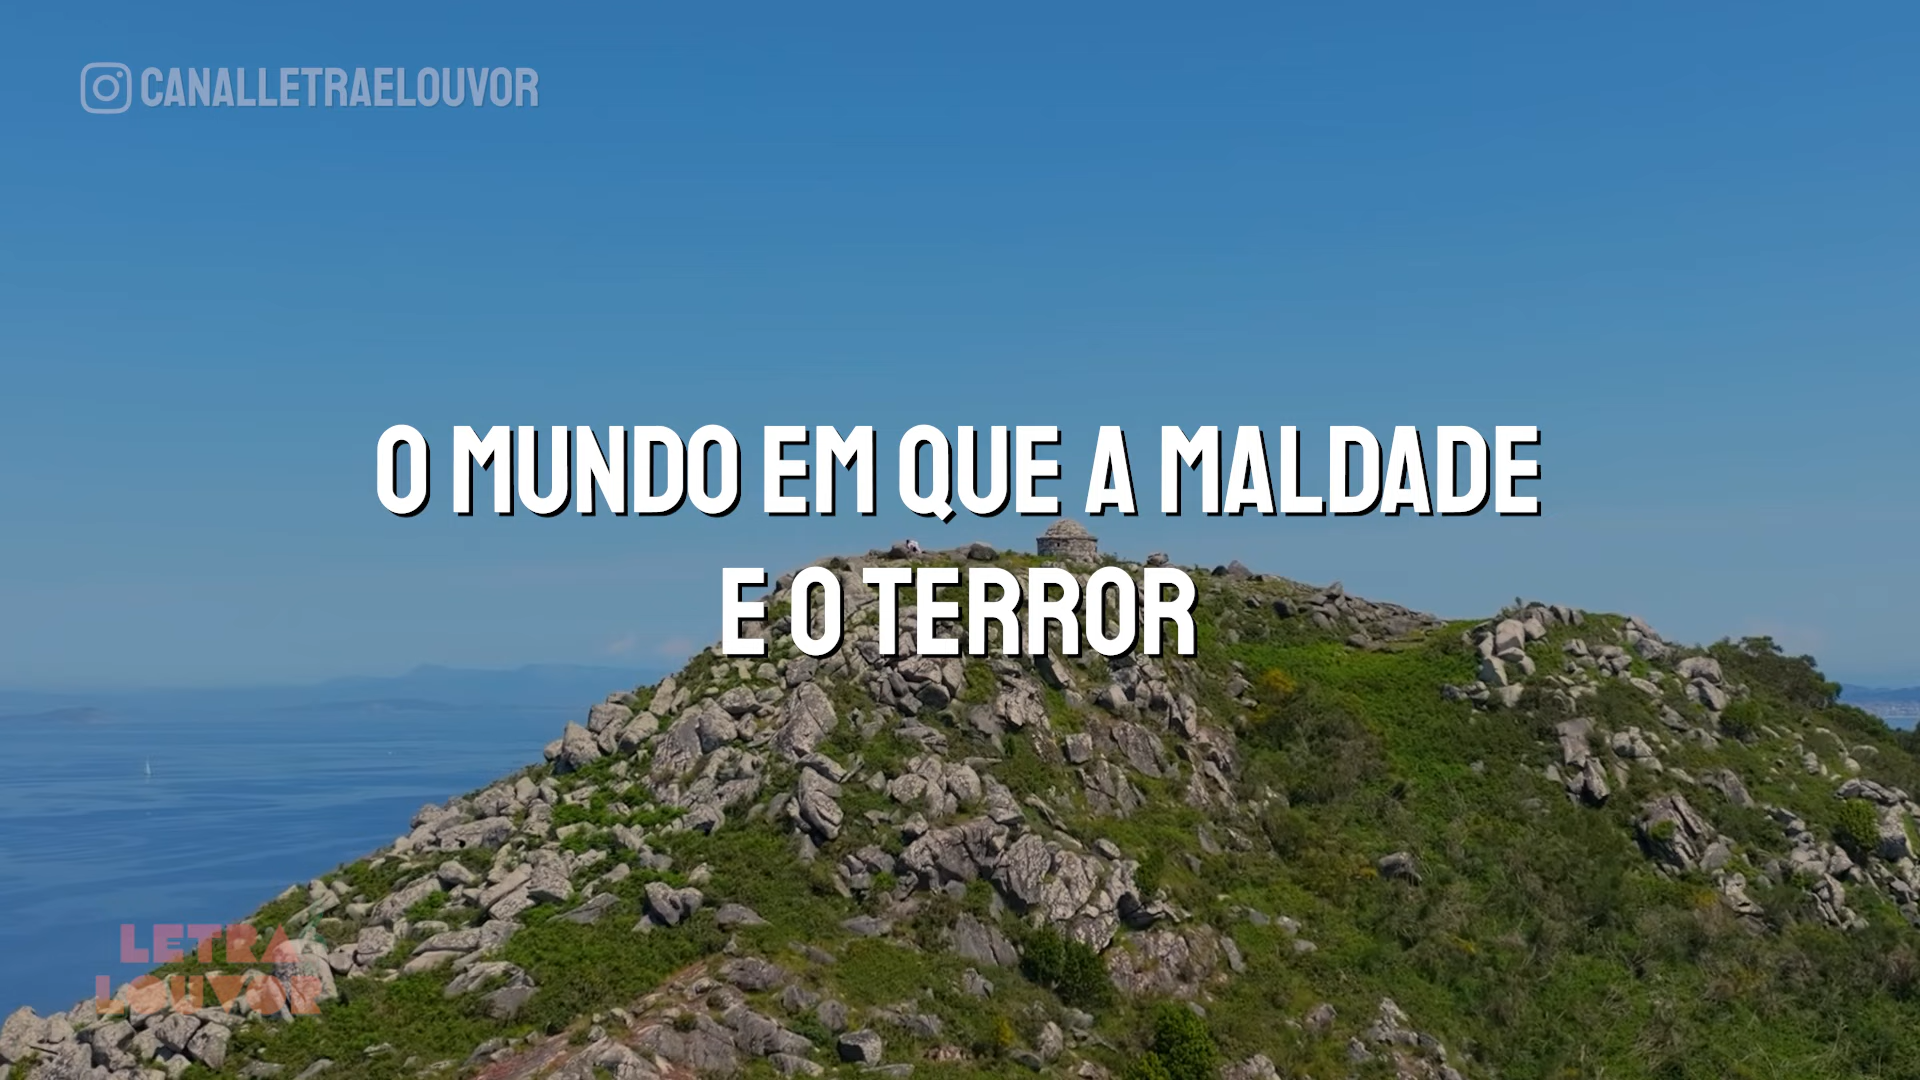 CANALLETRAELOUVOR
O MUNDO EM QUE A MALDADE
E O TERROR
LETRA
LOUVOR